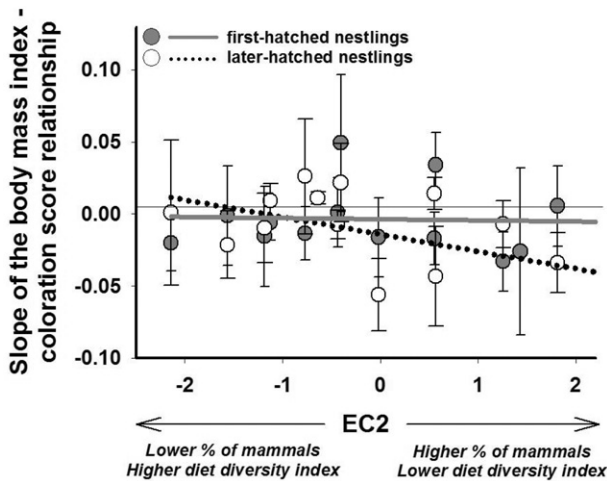 first-hatched nestlings
later-hatched nestlings
Slope of the body mass index -
coloration score relationship
0.10
0.05
0.00
-0.05
-0.10
-2
-1
0
1
2
EC2
Lower % of mammals
Higher diet diversity index
Higher % of mammals
Lower diet diversity index